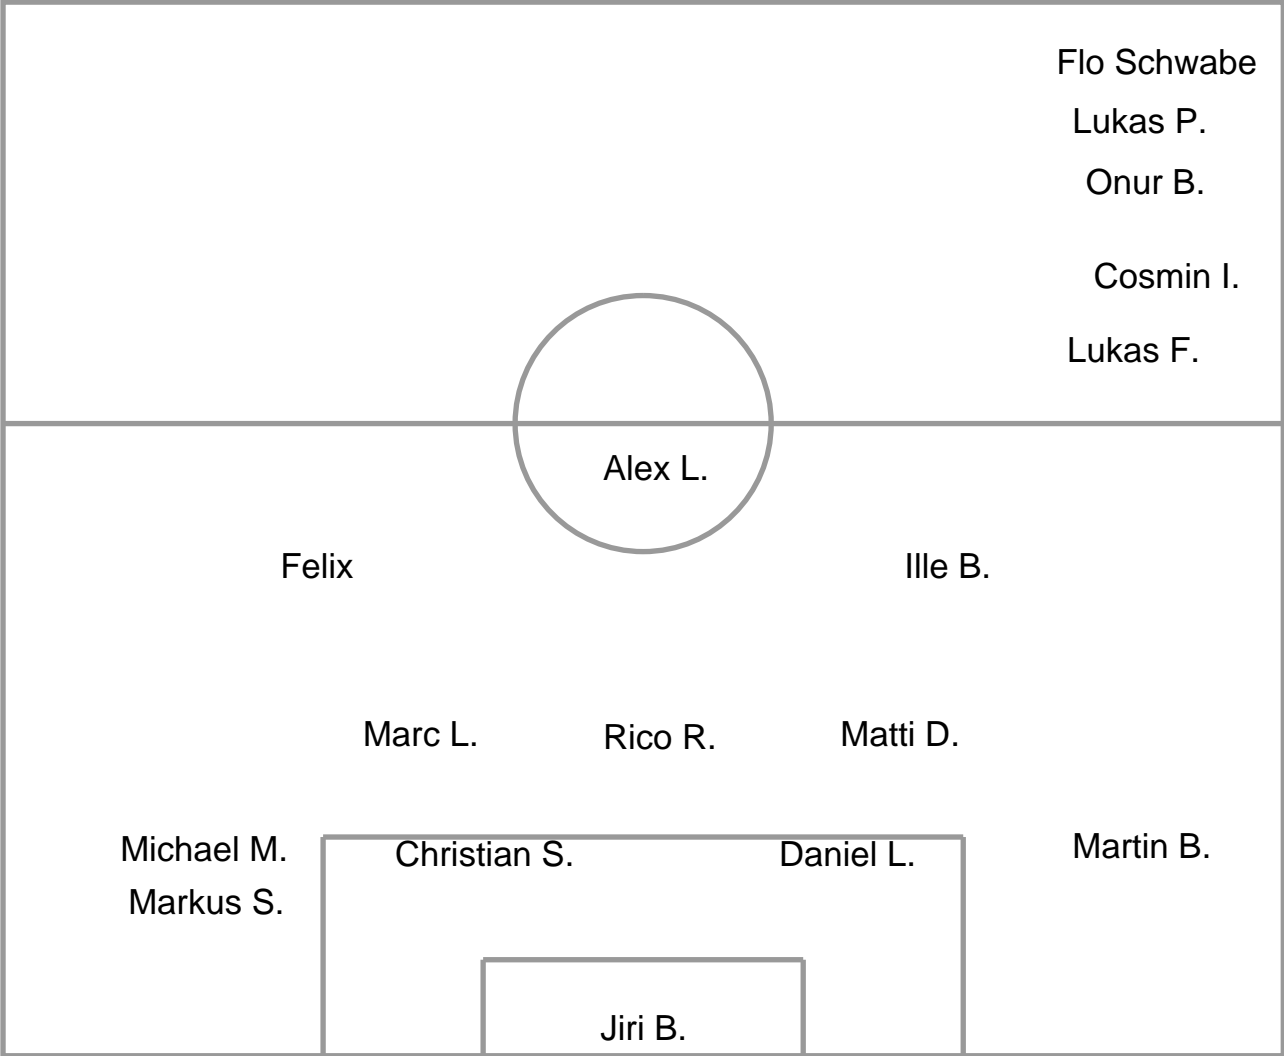 Flo Schwabe
Lukas P.
Onur B.
Cosmin I.
Lukas F.
Alex L.
Felix
Ille B.
Marc L.
Rico R.
Matti D.
Michael M.
Christian S.
Daniel L.
Martin B.
Markus S.
Jiri B.